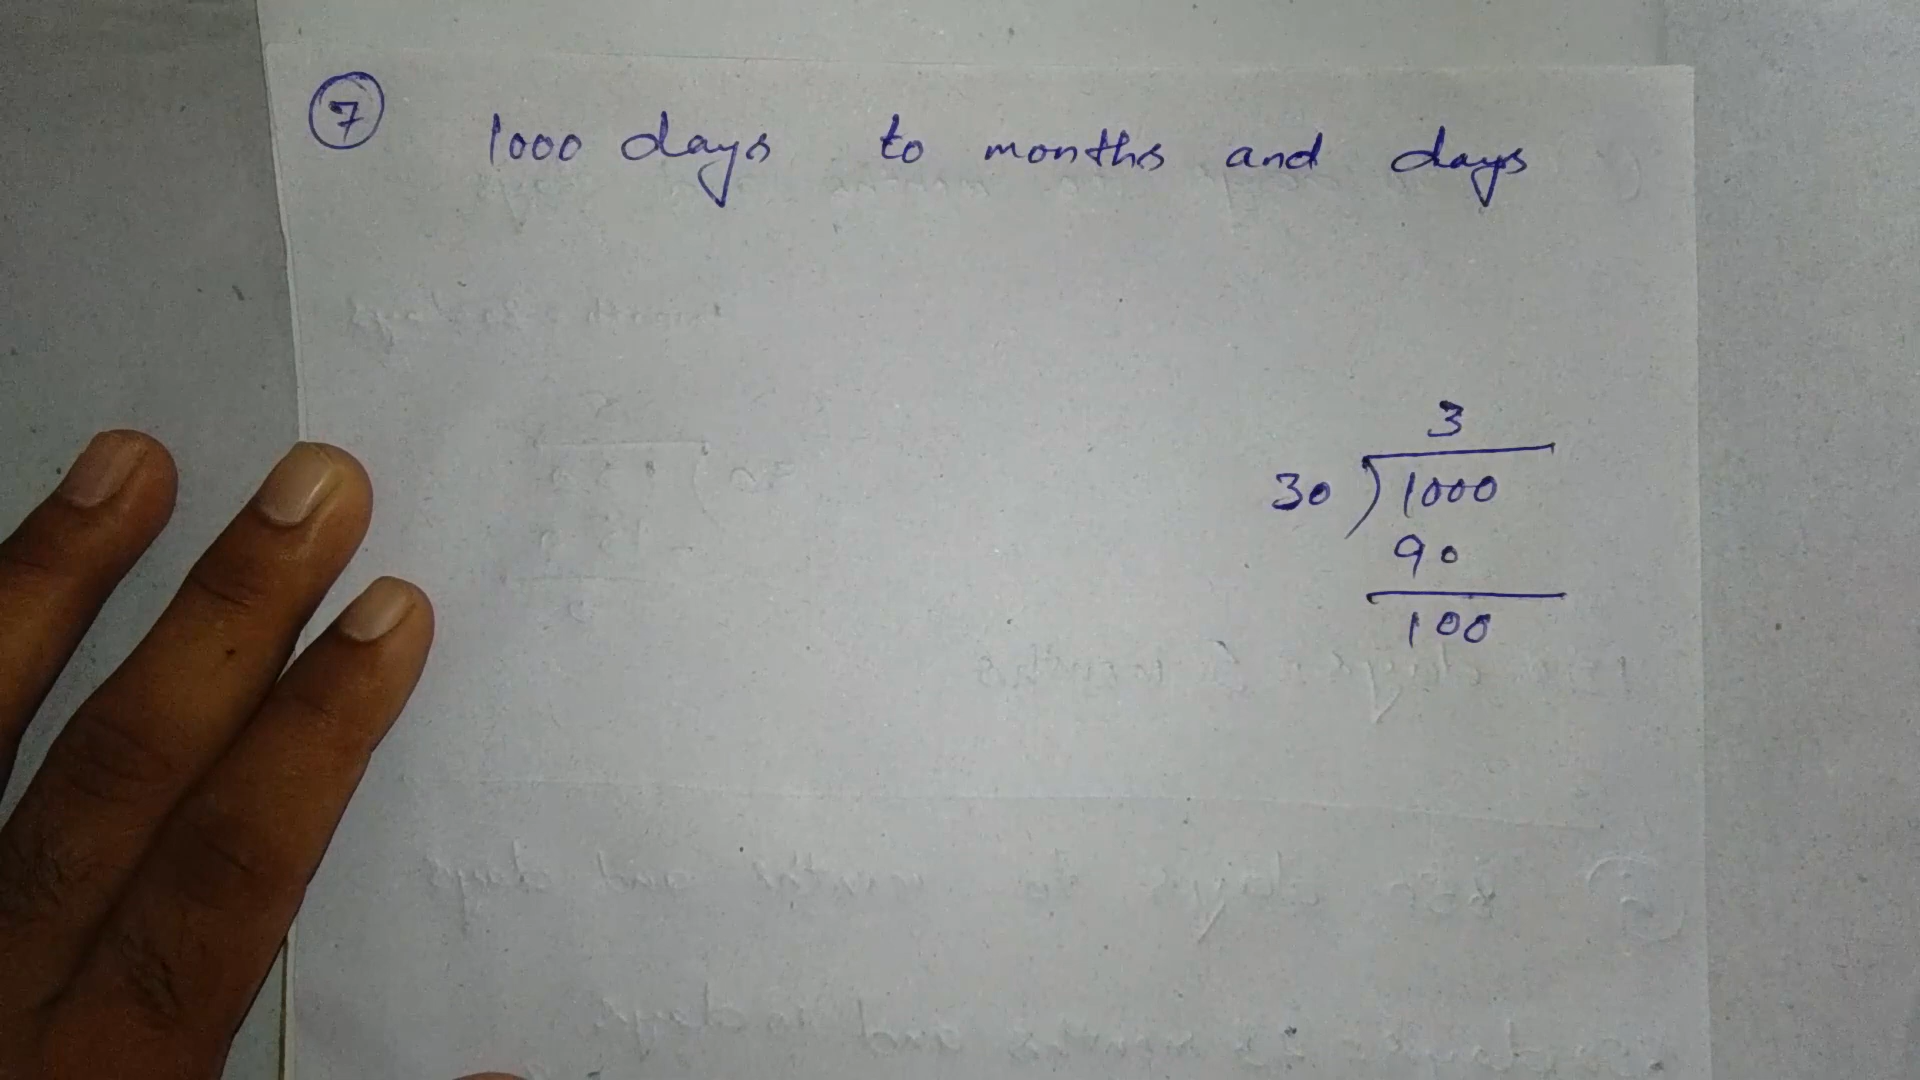 7 1000 days to months and days
3
30 ) 1000
90
100